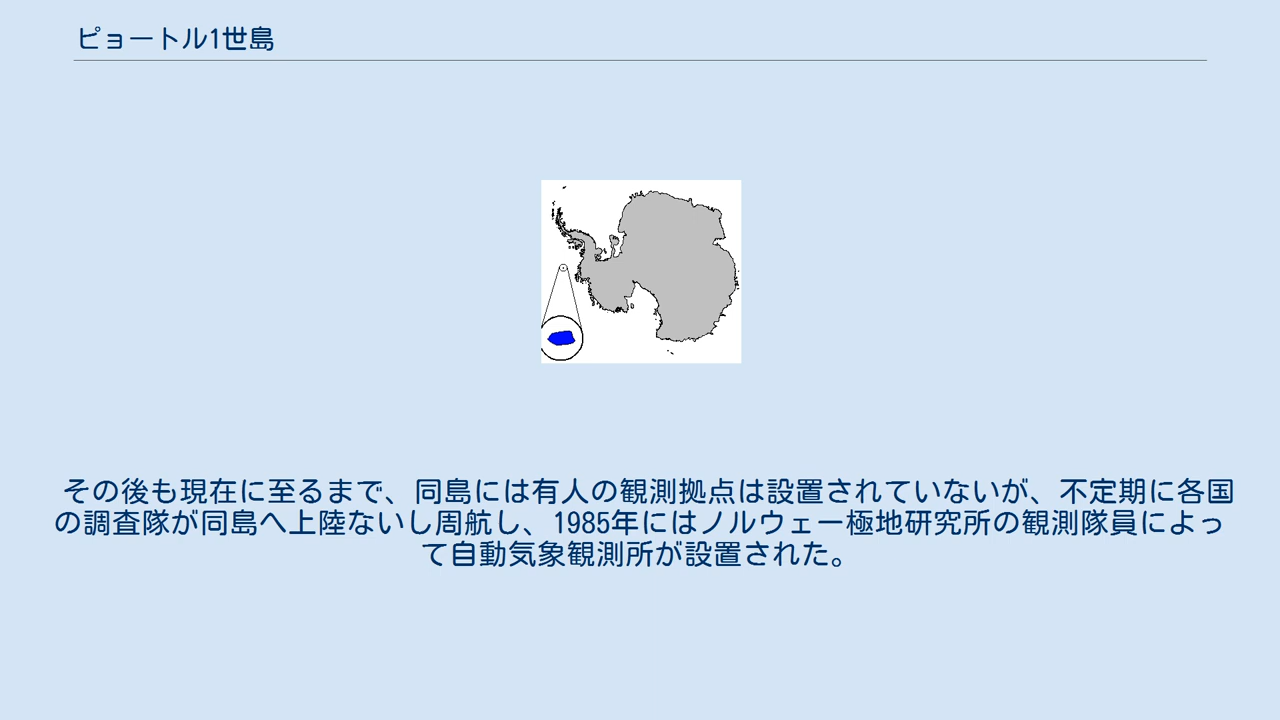 ピョートル1世島
その後も現在に至るまで、同島には有人の観測拠点は設置されていないが、不定期に各国
の調査隊が同島へ上陸ないし周航し、1985年にはノルウェー極地研究所の観測隊員によっ
て自動気象観測所が設置された。